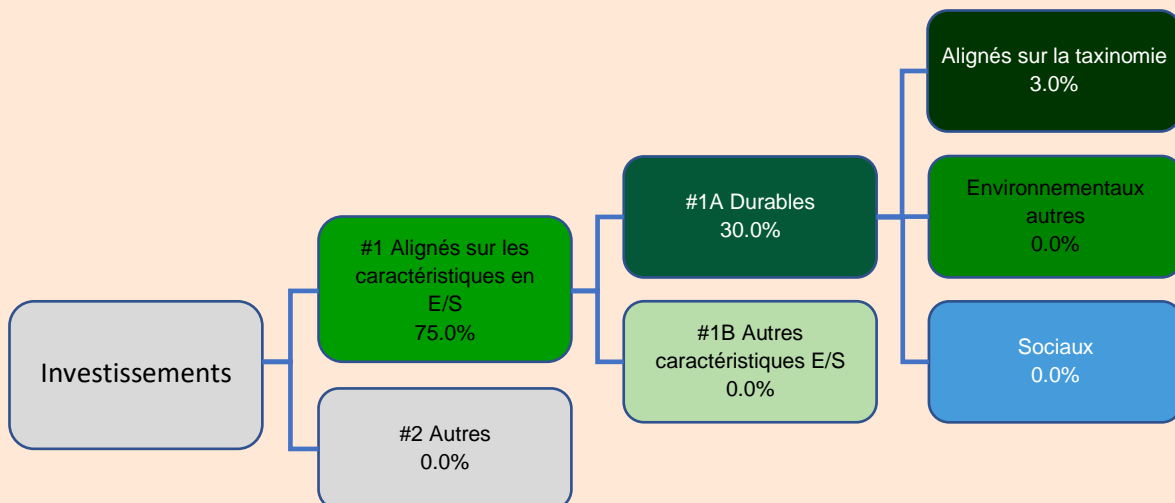 Investissements
#1 Alignés sur les
caractéristiques en
E/S
75.0%
#2 Autres
0.0%
#1A Durables
30.0%
#1B Autres
caractéristiques E/S
0.0%
Alignés sur la taxinomie
3.0%
Environnementaux
autres
0.0%
Sociaux
0.0%